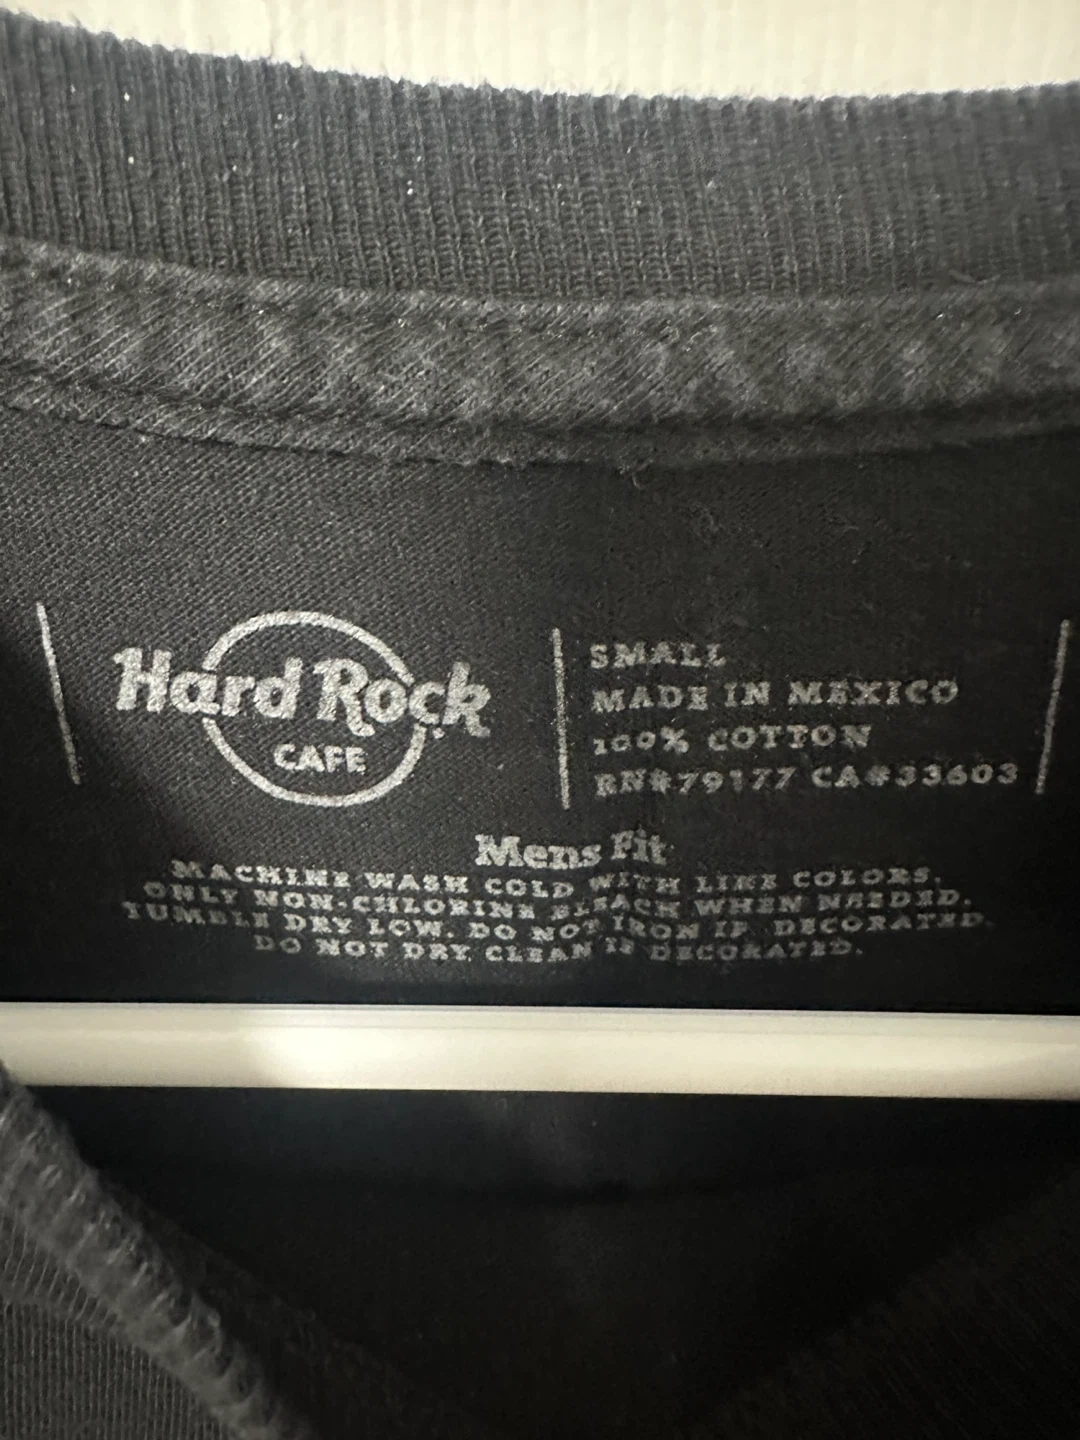 Hard Rock
CAFE
SMALL
MADE IN MEXICO
100% COTTON
RN#79177 CA#33603
Mens Fit
MACHINE WASH COLD WITH LIKE COLORS.
ONLY NON-CHLORINE BLEACH WHEN NEEDED.
TUMBLE DRY LOW. DO NOT IRON IF DECORATED.
DO NOT DRY CLEAN IF DECORATED.